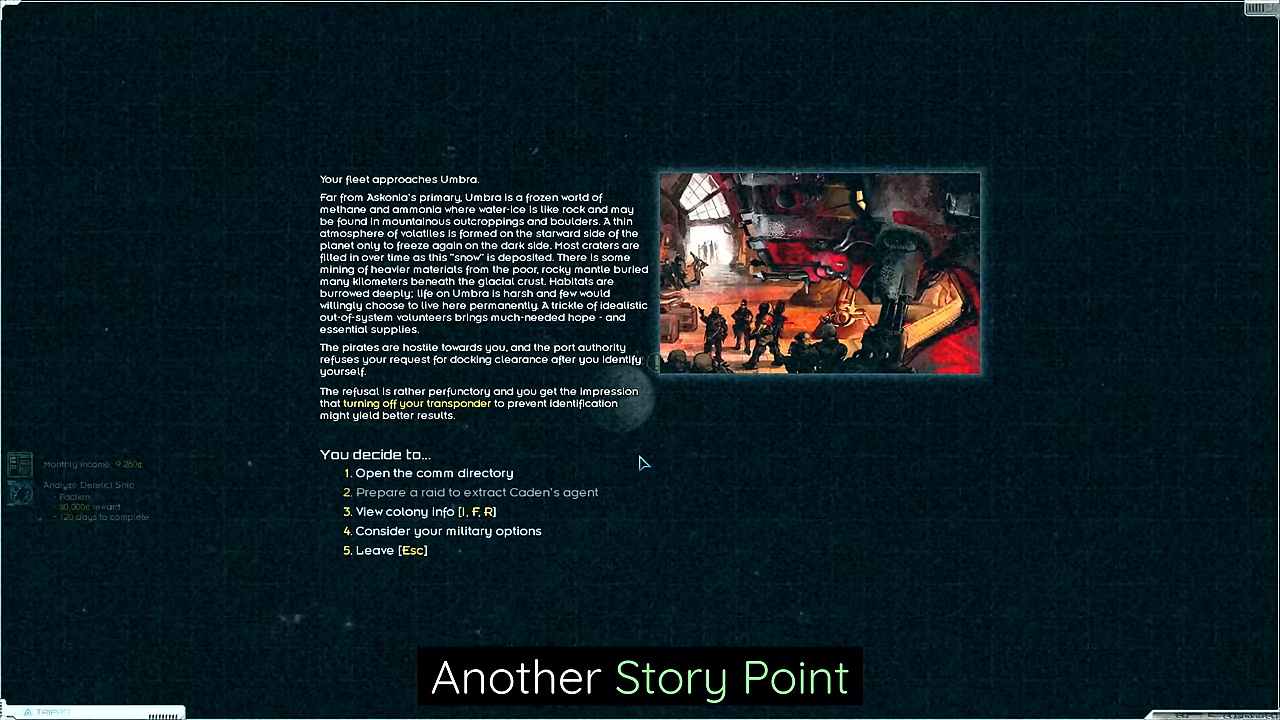 Your fleet approaches Umbra.
Far from Askonia's primary, Umbra is a frozen world of
methane and ammonia where water-ice is like rock and may
be found in mountainous outcroppings and boulders. A thin
atmosphere of volatiles is formed on the starward side of the
planet only to freeze again on the dark side. Most craters are
filled in over time as this "snow" is deposited. There is some
mining of heavier materials from the poor, rocky mantle buried
many kilometers beneath the glacial crust. Habitats are
burrowed deeply; life on Umbra is harsh and few would
willingly choose to live here permanently. A trickle of idealistic
out-of-system volunteers brings much-needed hope - and
essential supplies.
The pirates are hostile towards you, and the port authority
refuses your request for docking clearance after you identify
yourself.
The refusal is rather perfunctory and you get the impression
that turning off your transponder to prevent identification
might yield better results.
You decide to...
1. Open the comm directory
2. Prepare a raid to extract Caden's agent
3. View colony info [I, F, R]
4. Consider your military options
5. Leave [Esc]
Monthly income: 9,260¢
Analyze Derelict Ship
- Faction
- 80,000¢ reward
- 120 days to complete
Another Story Point
TRIPAD